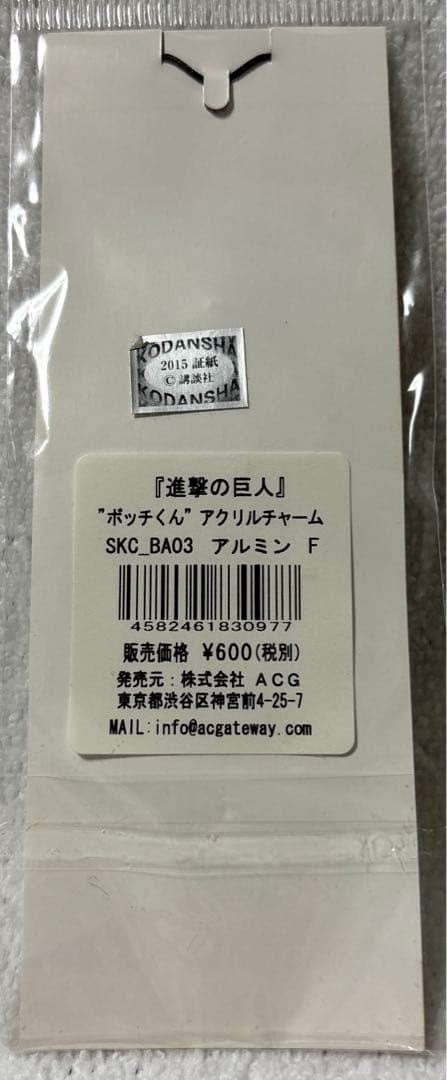 KODANSHA
2015 証紙
© 講談社
KODANSHA
『進撃の巨人』
"ボッチくん" アクリルチャーム
SKC_BA03 アルミン F
4582461830977
販売価格 ¥600(税別)
発売元:株式会社 ACG
東京都渋谷区神宮前4-25-7
MAIL:info@acgateway.com